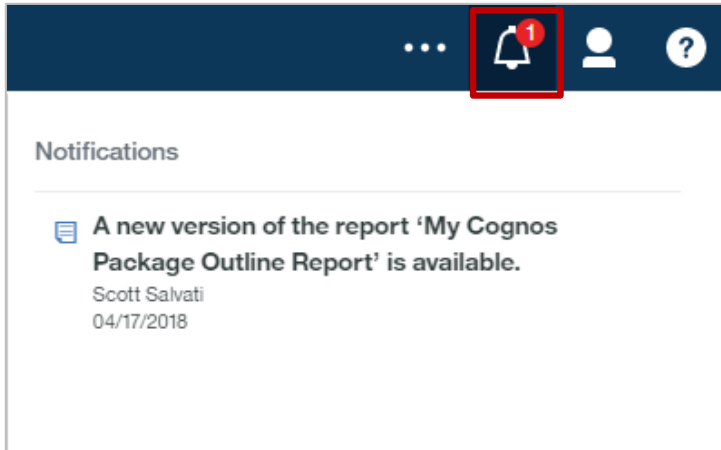 1
?
Notifications
A new version of the report ‘My Cognos
Package Outline Report’ is available.
Scott Salvati
04/17/2018